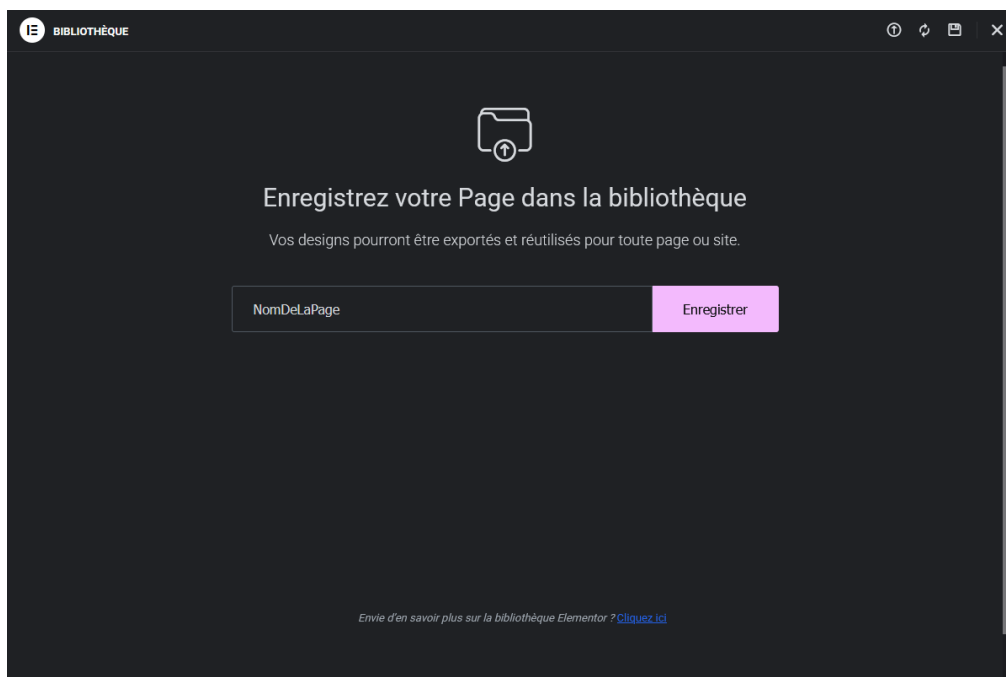 BIBLIOTHÈQUE
Enregistrez votre Page dans la bibliothèque
Vos designs pourront être exportés et réutilisés pour toute page ou site.
NomDeLaPage
Enregistrer
Envie d'en savoir plus sur la bibliothèque Elementor ? Cliquez ici